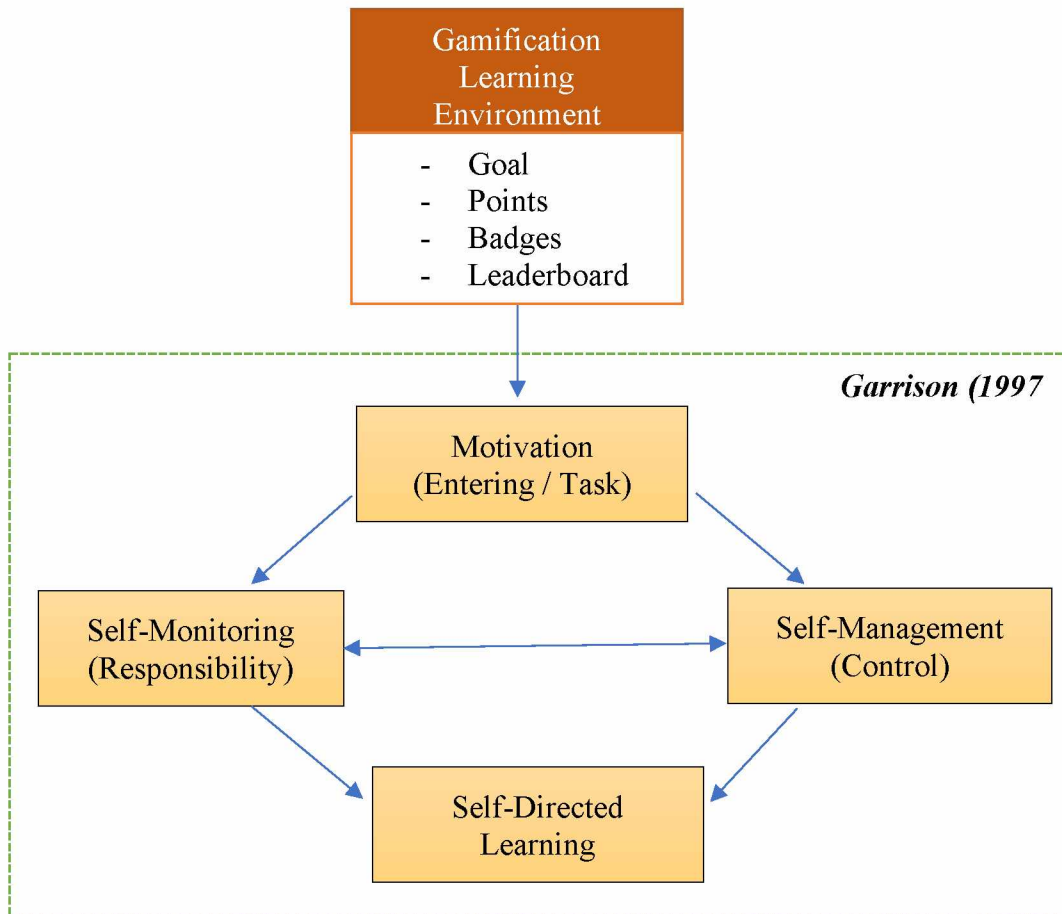 Gamification
Learning
Environment
- Goal
- Points
- Badges
- Leaderboard
Garrison (1997
Motivation
(Entering / Task)
Self-Monitoring
(Responsibility)
Self-Management
(Control)
Self-Directed
Learning